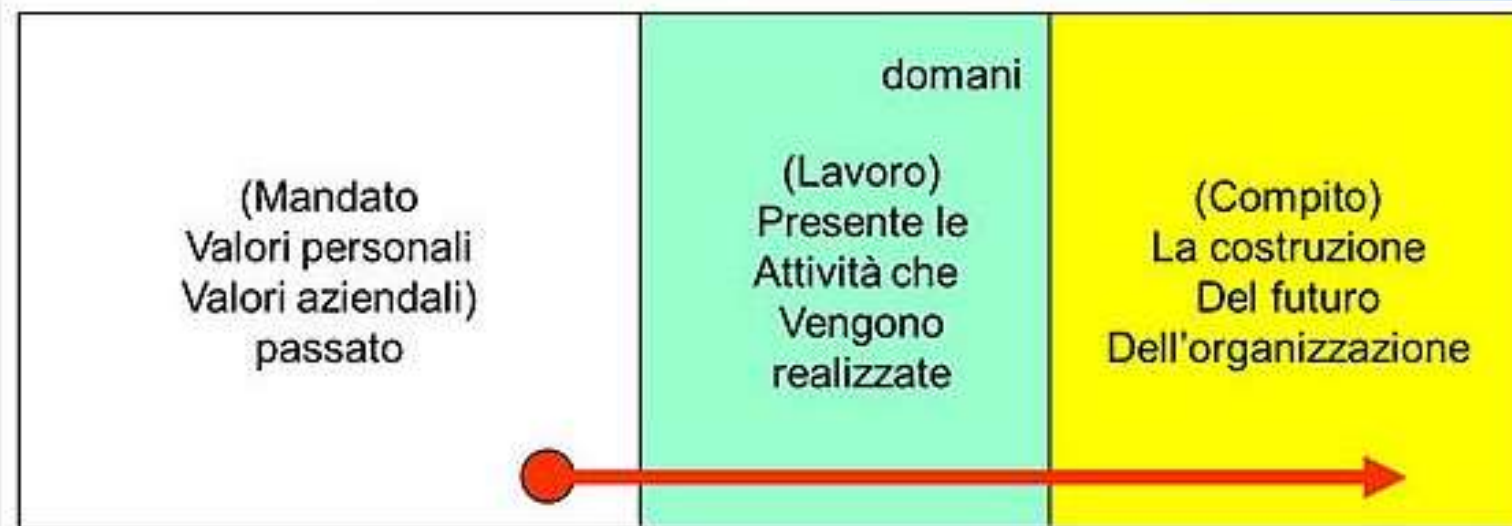 (Mandato
Valori personali
Valori aziendali)
passato
domani
(Lavoro)
Presente le
Attività che
Vengono
realizzate
(Compito)
La costruzione
Del futuro
Dell'organizzazione